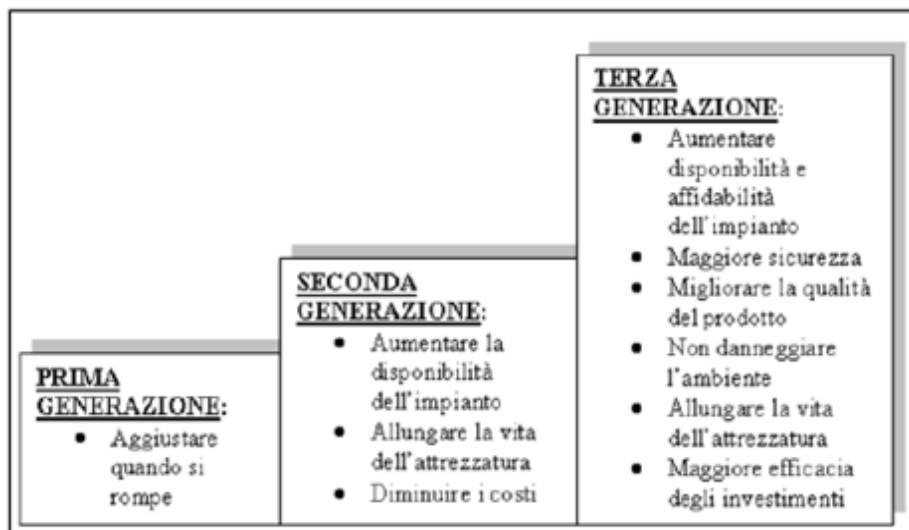 PRIMA
GENERAZIONE:
• Aggiustare
quando si
rompe
SECONDA
GENERAZIONE:
• Aumentare la
disponibilità
dell'impianto
• Allungare la vita
dell'attrezzatura
• Diminuire i costi
TERZA
GENERAZIONE:
• Aumentare
disponibilità e
affidabilità
dell'impianto
• Maggiore sicurezza
• Migliorare la qualità
del prodotto
• Non danneggiare
l'ambiente
• Allungare la vita
dell'attrezzatura
• Maggiore efficacia
degli investimenti